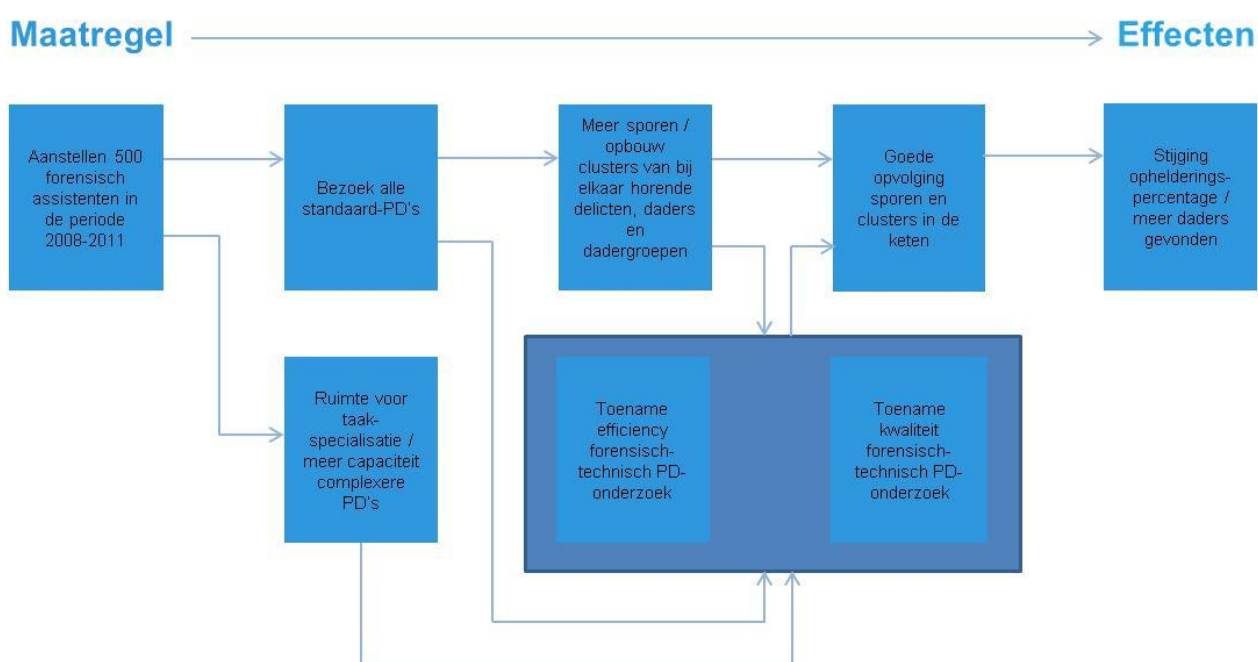 Maatregel
Effecten
Aanstellen 500
forensisch
assistenten in
de periode
2008-2011
Bezoek alle
standaard-PD's
Meer sporen /
opbouw
clusters van bij
elkaar horende
delicten, daders
en
dadergroepen
Goede
opvolging
sporen en
clusters in de
keten
Stijging
ophelderings-
percentage /
meer daders
gevonden
Ruimte voor
taak-
specialisatie /
meer capaciteit
complexere
PD's
Toename
efficiency
forensisch-
technisch PD-
onderzoek
Toename
kwaliteit
forensisch-
technisch PD-
onderzoek